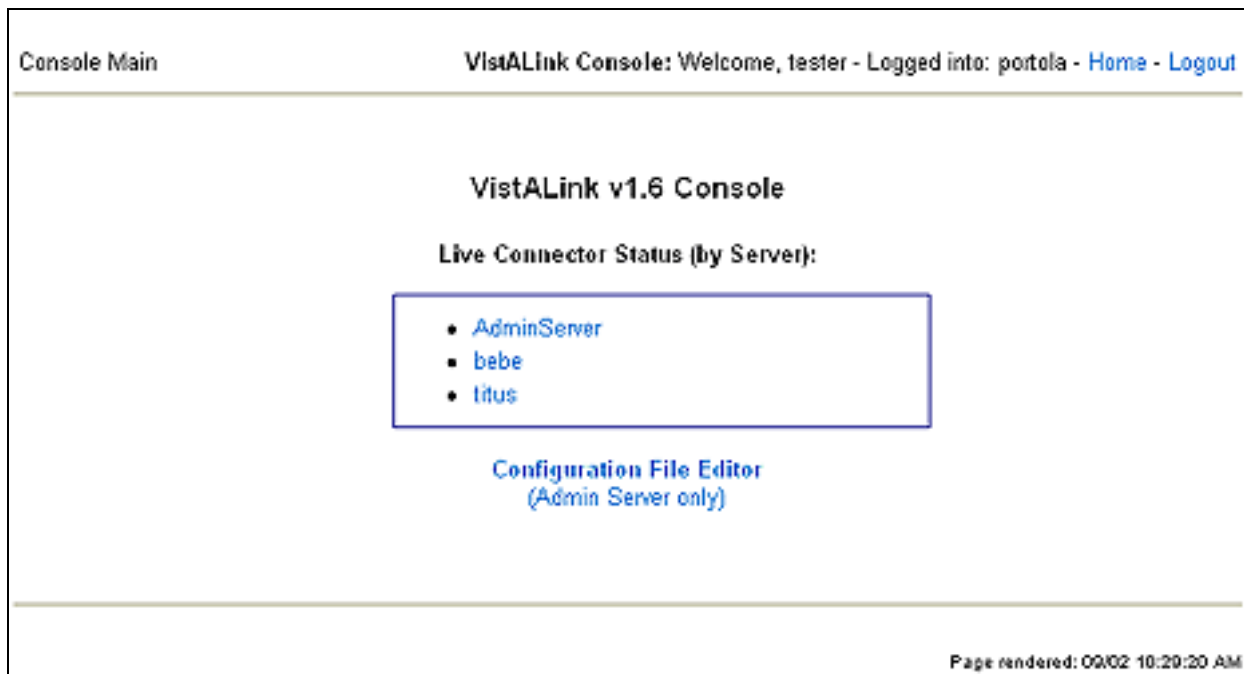 Console Main
VistALink Console: Welcome, tester - Logged into: portola - Home - Logout
VistALink v1.6 Console
Live Connector Status (by Server):
• AdminServer
• bebe
• titus
Configuration File Editor
(Admin Server only)
Page rendered: 09/02 10:29:20 AM